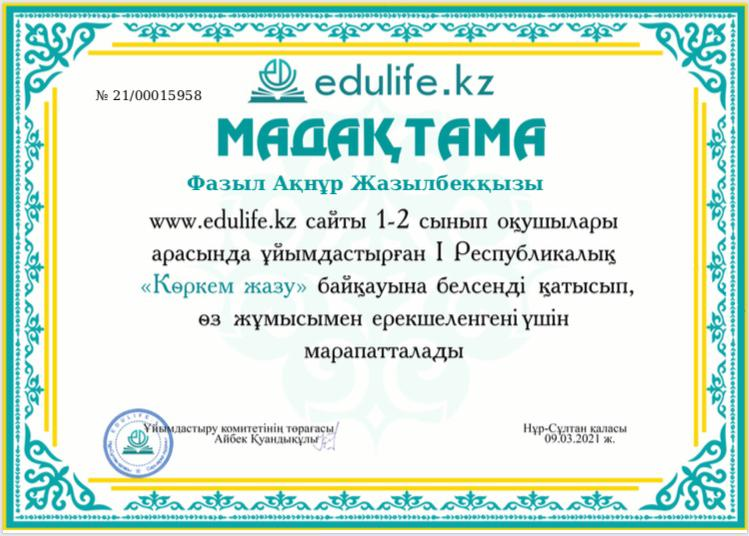 № 21/00015958
edulife.kz
МАДАҚТАМА
Фазыл Ақнұр Жазылбекқызы
www.edulife.kz сайты 1-2 сынып оқушылары
арасында ұйымдастырған I Республикалық
«Көркем жазу» байқауына белсенді қатысып,
өз жұмысымен ерекшеленгені үшін
марапатталады
Ұйымдастыру комитетінің төрағасы
Айбек Қуандықұлы
Нұр-Сұлтан қаласы
09.03.2021 ж.
EDULIFE